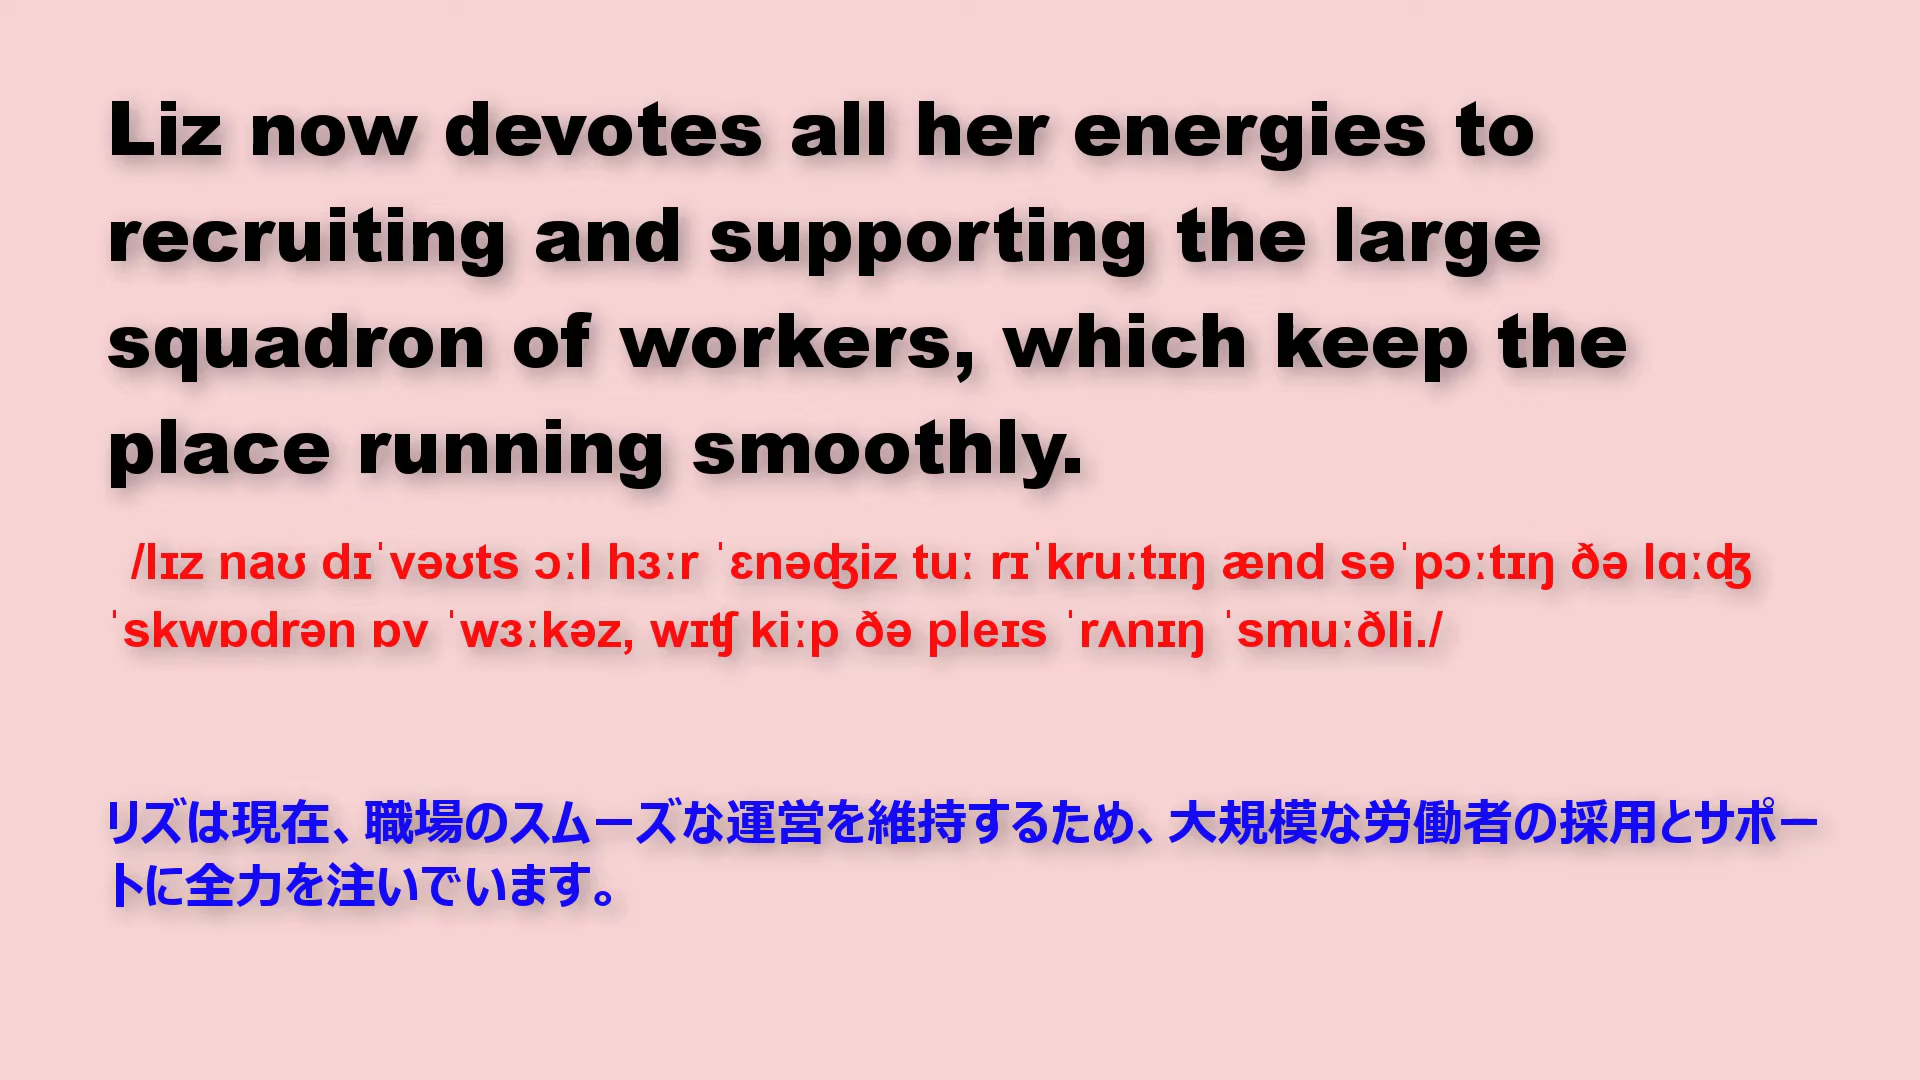 Liz now devotes all her energies to
recruiting and supporting the large
squadron of workers, which keep the
place running smoothly.
/lɪz naʊ dɪˈvəʊts ɔːl hɜːr ˈɛnəʤiz tuː rɪˈkruːtɪŋ ænd səˈpɔːtɪŋ ðə lɑːʤ
ˈskwɒdrən ɒv ˈwɜːkəz, wɪʧ kiːp ðə pleɪs ˈrʌnɪŋ ˈsmuːðli./
リズは現在、職場のスムーズな運営を維持するため、大規模な労働者の採用とサポー
トに全力を注いでいます。